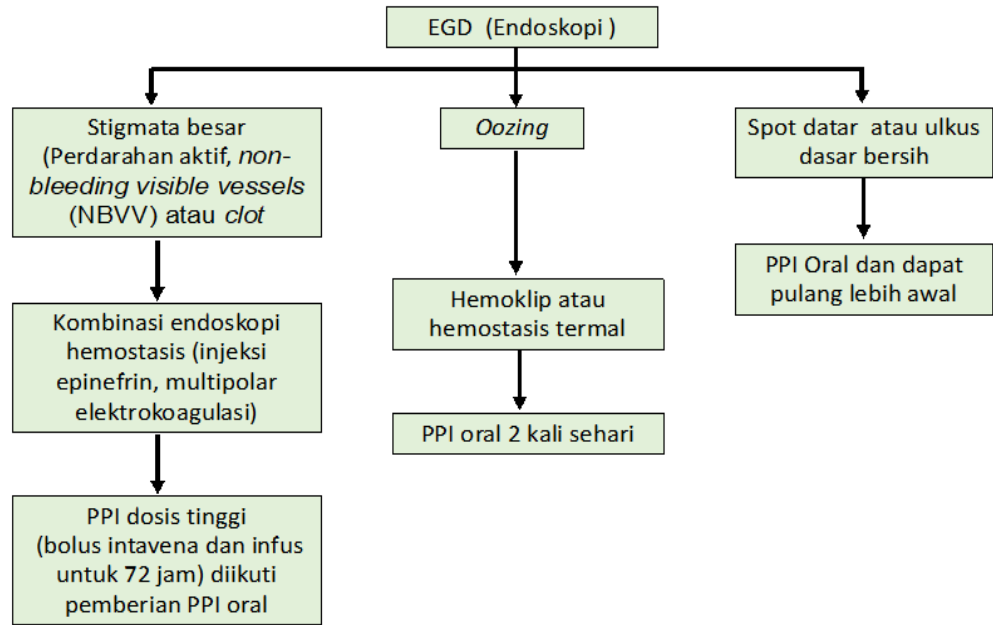 EGD (Endoskopi )
Stigmata besar
(Perdarahan aktif, non-
bleeding visible vessels
(NBVV) atau clot
Kombinasi endoskopi
hemostasis (injeksi
epinefrin, multipolar
elektrokoagulasi)
PPI dosis tinggi
(bolus intavena dan infus
untuk 72 jam) diikuti
pemberian PPI oral
Oozing
Hemoklip atau
hemostasis termal
PPI oral 2 kali sehari
Spot datar atau ulkus
dasar bersih
PPI Oral dan dapat
pulang lebih awal